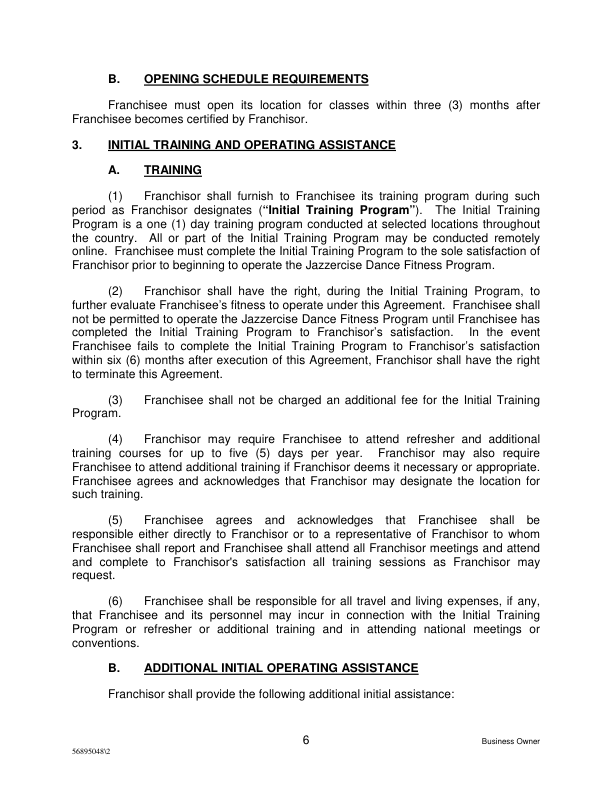 B. OPENING SCHEDULE REQUIREMENTS
Franchisee must open its location for classes within three (3) months after
Franchisee becomes certified by Franchisor.
3. INITIAL TRAINING AND OPERATING ASSISTANCE
A. TRAINING
(1) Franchisor shall furnish to Franchisee its training program during such
period as Franchisor designates (“Initial Training Program”). The Initial Training
Program is a one (1) day training program conducted at selected locations throughout
the country. All or part of the Initial Training Program may be conducted remotely
online. Franchisee must complete the Initial Training Program to the sole satisfaction of
Franchisor prior to beginning to operate the Jazzercise Dance Fitness Program.
(2) Franchisor shall have the right, during the Initial Training Program, to
further evaluate Franchisee’s fitness to operate under this Agreement. Franchisee shall
not be permitted to operate the Jazzercise Dance Fitness Program until Franchisee has
completed the Initial Training Program to Franchisor’s satisfaction. In the event
Franchisee fails to complete the Initial Training Program to Franchisor’s satisfaction
within six (6) months after execution of this Agreement, Franchisor shall have the right
to terminate this Agreement.
(3) Franchisee shall not be charged an additional fee for the Initial Training
Program.
(4) Franchisor may require Franchisee to attend refresher and additional
training courses for up to five (5) days per year. Franchisor may also require
Franchisee to attend additional training if Franchisor deems it necessary or appropriate.
Franchisee agrees and acknowledges that Franchisor may designate the location for
such training.
(5) Franchisee agrees and acknowledges that Franchisee shall be
responsible either directly to Franchisor or to a representative of Franchisor to whom
Franchisee shall report and Franchisee shall attend all Franchisor meetings and attend
and complete to Franchisor's satisfaction all training sessions as Franchisor may
request.
(6) Franchisee shall be responsible for all travel and living expenses, if any,
that Franchisee and its personnel may incur in connection with the Initial Training
Program or refresher or additional training and in attending national meetings or
conventions.
B. ADDITIONAL INITIAL OPERATING ASSISTANCE
Franchisor shall provide the following additional initial assistance:
6
Business Owner
56895048\2